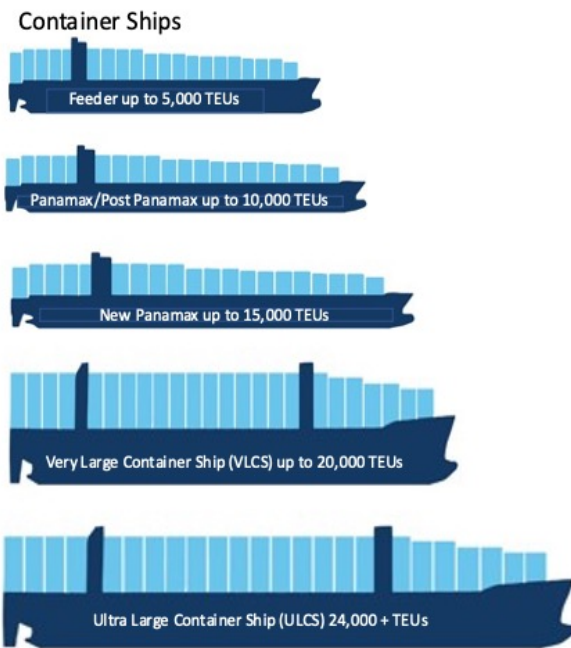 Container Ships
Feeder up to 5,000 TEUs
Panamax/Post Panamax up to 10,000 TEUs
New Panamax up to 15,000 TEUs
Very Large Container Ship (VLCS) up to 20,000 TEUs
Ultra Large Container Ship (ULCS) 24,000 + TEUs